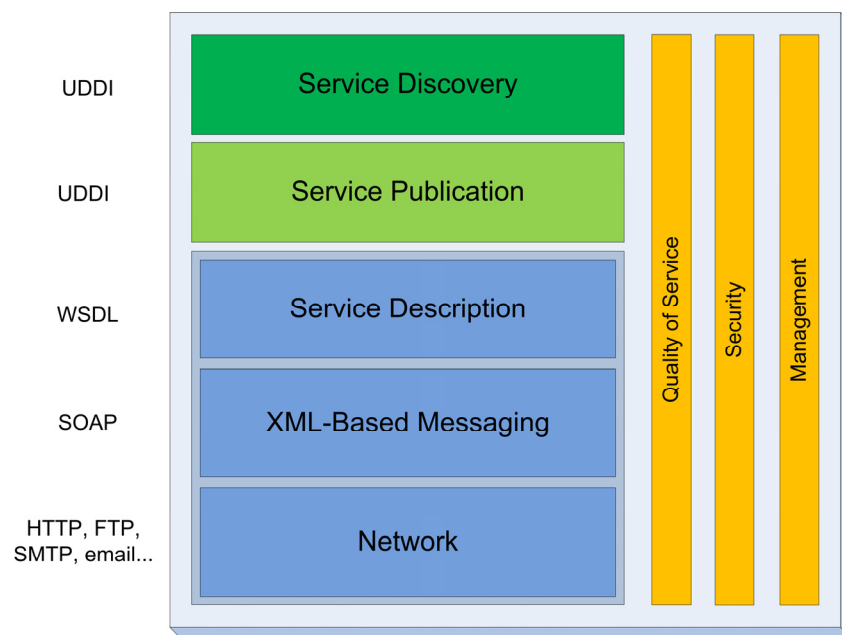 UDDI
Service Discovery
UDDI
Service Publication
WSDL
Service Description
SOAP
XML-Based Messaging
HTTP, FTP,
SMTP, email...
Network
Quality of Service
Security
Management